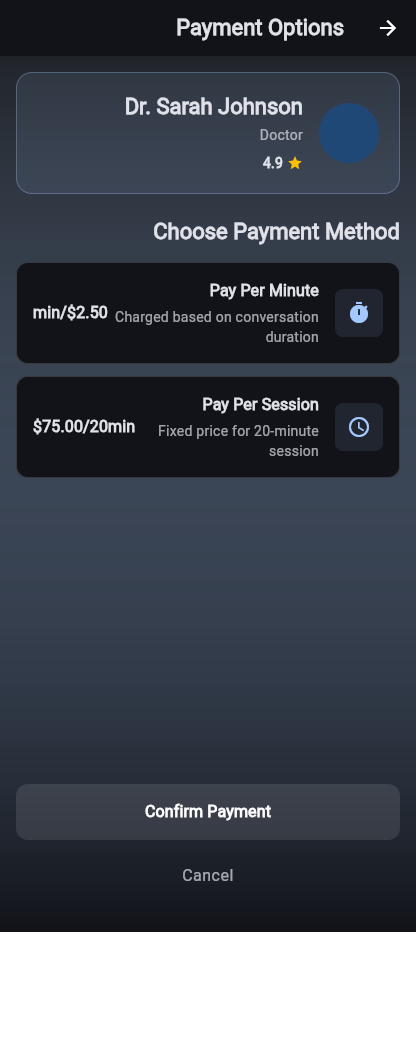 Payment Options
Dr. Sarah Johnson
Doctor
4.9
Choose Payment Method
Pay Per Minute
Charged based on conversation
duration
min/$2.50
Pay Per Session
Fixed price for 20-minute
session
$75.00/20min
Confirm Payment
Cancel